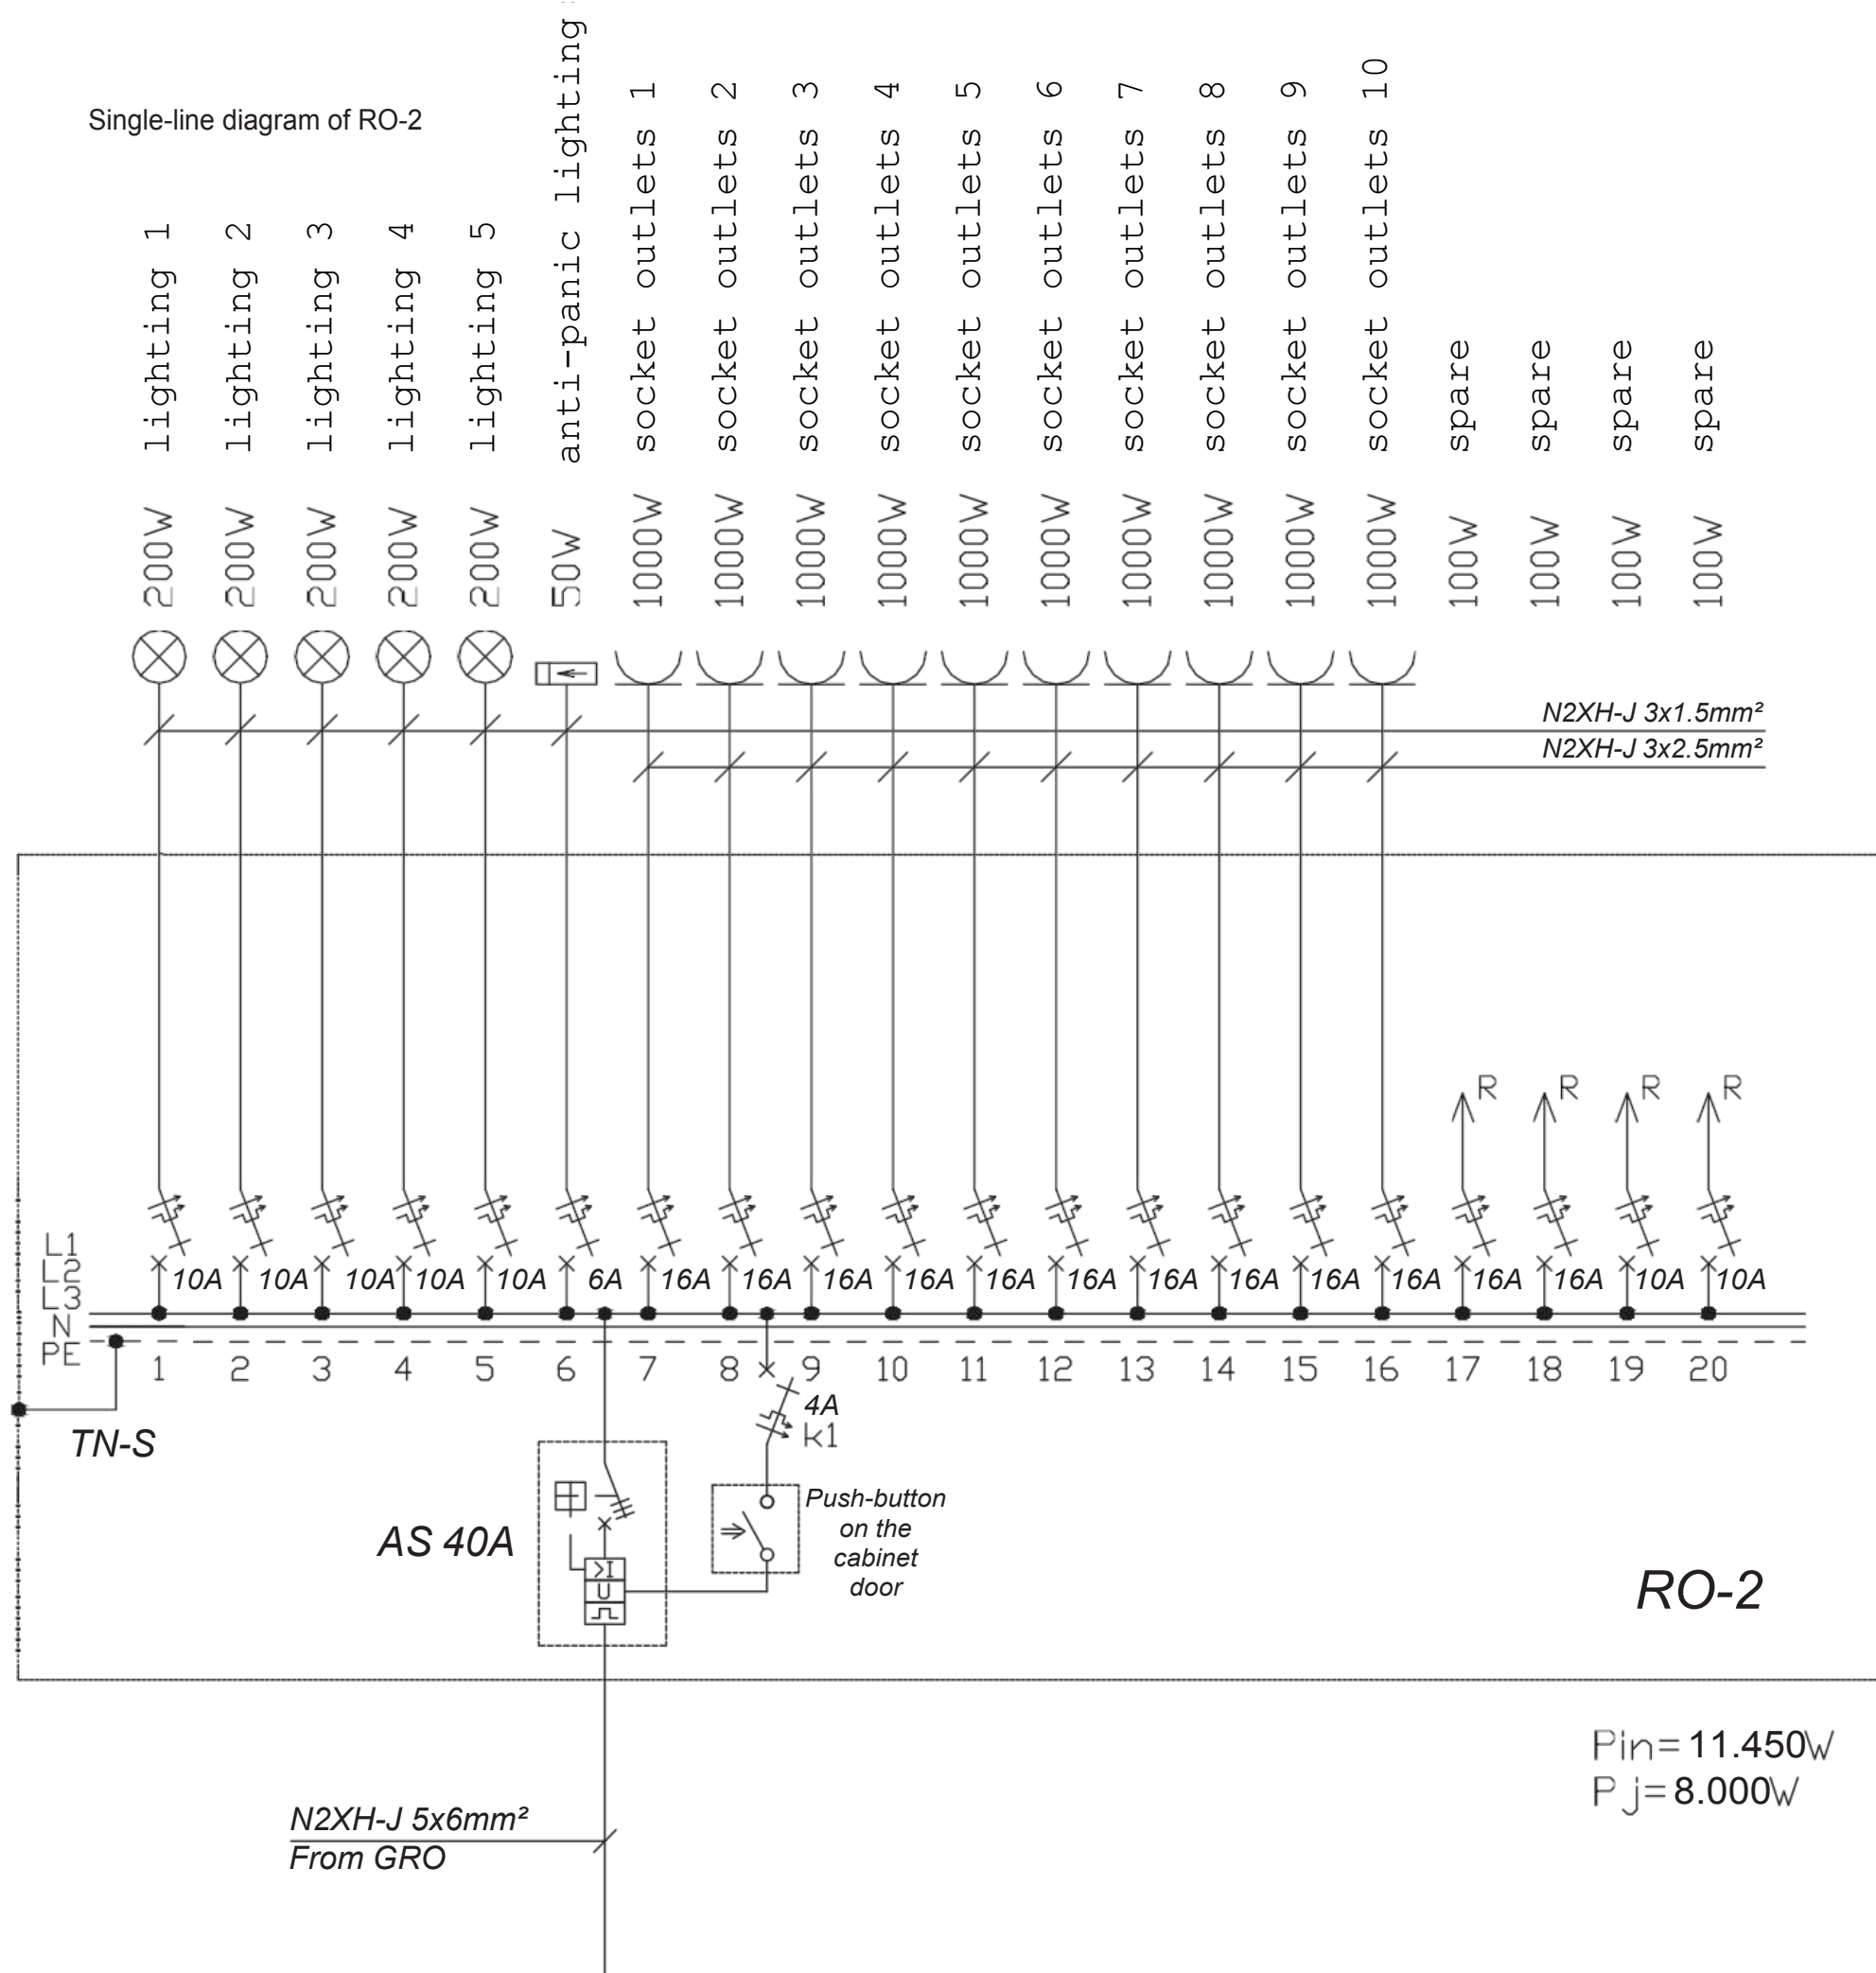 Single-line diagram of RO-2
lighting 1
lighting 2
lighting 3
lighting 4
lighting 5
anti-panic lighting
socket outlets 1
socket outlets 2
socket outlets 3
socket outlets 4
socket outlets 5
socket outlets 6
socket outlets 7
socket outlets 8
socket outlets 9
socket outlets 10
spare
spare
spare
spare
200W
200W
200W
200W
200W
50W
1000W
1000W
1000W
1000W
1000W
1000W
1000W
1000W
1000W
1000W
100W
100W
100W
100W
N2XH-J 3x1.5mm²
N2XH-J 3x2.5mm²
R
R
R
R
L1
L2
L3
N
PE
10A
10A
10A
10A
10A
6A
16A
16A
16A
16A
16A
16A
16A
16A
16A
16A
16A
16A
10A
10A
1
2
3
4
5
6
7
8
9
10
11
12
13
14
15
16
17
18
19
20
TN-S
4A
k1
AS 40A
>I
U
Push-button
on the
cabinet
door
RO-2
Pin=11.450W
Pj=8.000W
N2XH-J 5x6mm²
From GRO